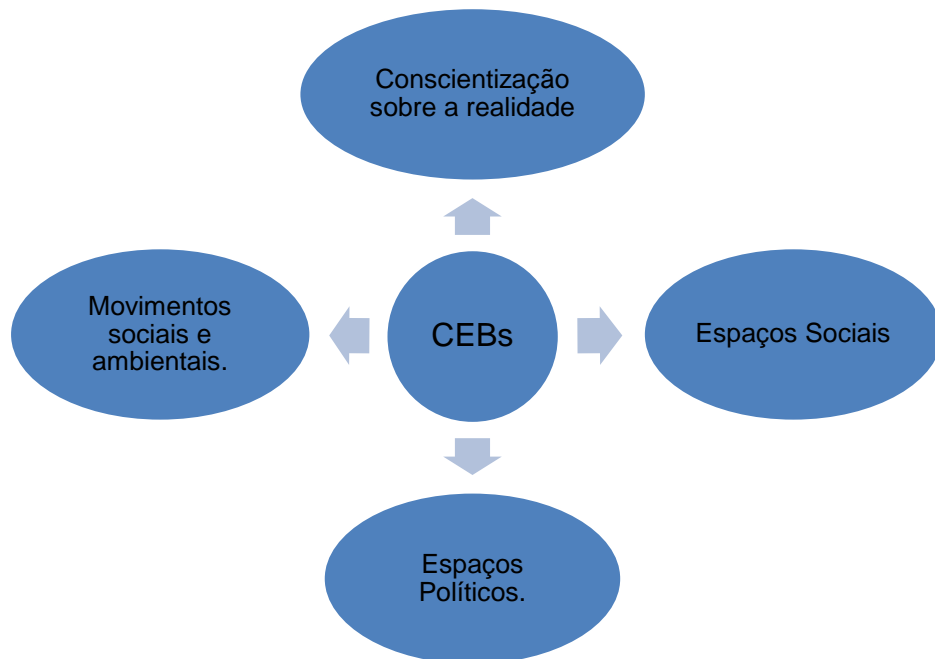 Conscientização
sobre a realidade
Movimentos
sociais e
ambientais.
CEBs
Espaços Sociais
Espaços
Políticos.